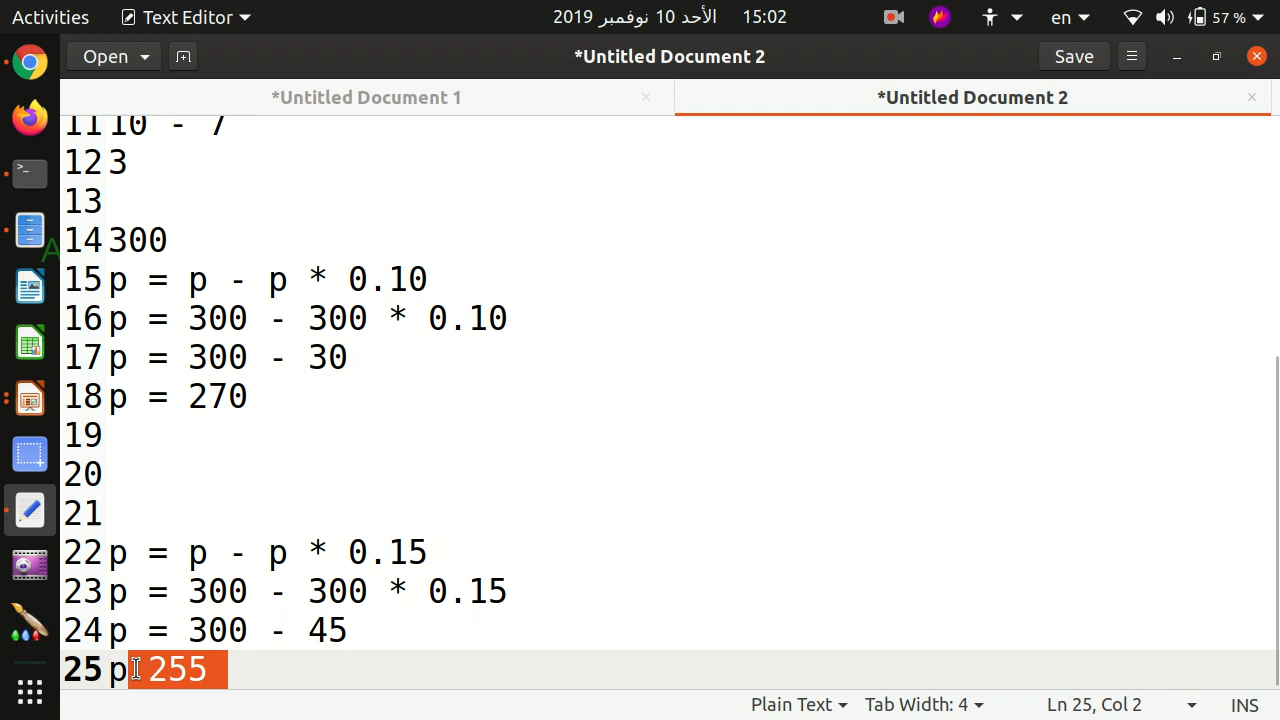 Activities Text Editor الأحد 10 نوفمبر 2019 15:02 en 57 %
Open *Untitled Document 2 Save
*Untitled Document 1 *Untitled Document 2
11 10 - 7
12 3
13
14 300
15 p = p - p * 0.10
16 p = 300 - 300 * 0.10
17 p = 300 - 30
18 p = 270
19
20
21
22 p = p - p * 0.15
23 p = 300 - 300 * 0.15
24 p = 300 - 45
25 p 255
Plain Text Tab Width: 4 Ln 25, Col 2 INS